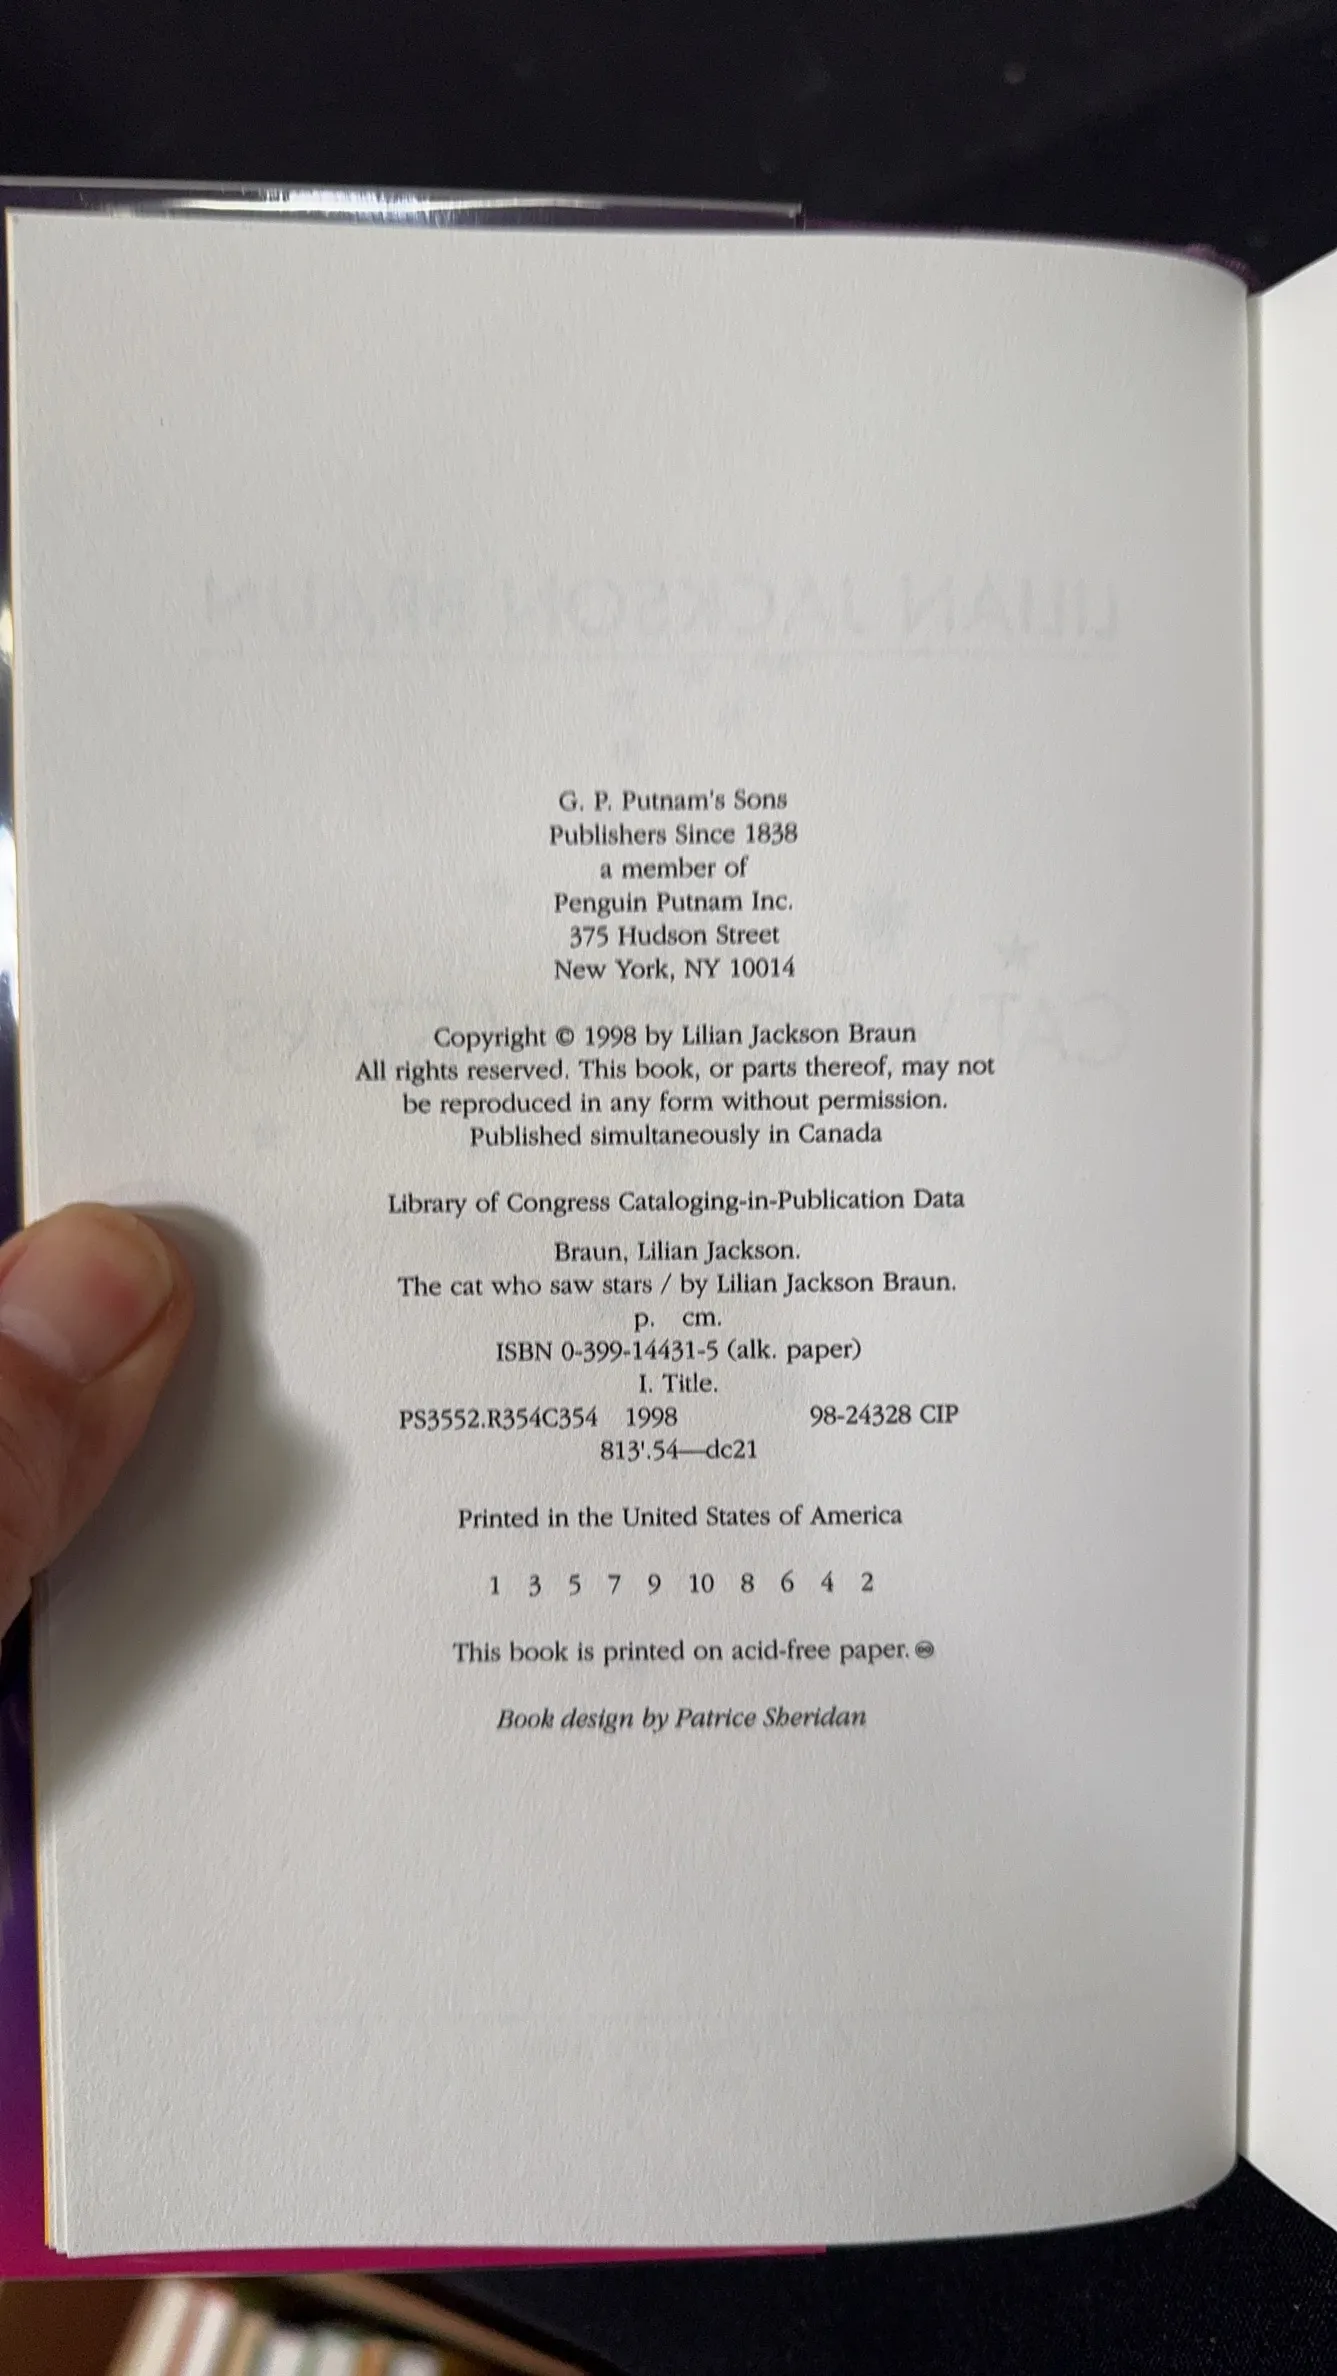 G. P. Putnam's Sons
Publishers Since 1838
a member of
Penguin Putnam Inc.
375 Hudson Street
New York, NY 10014
Copyright © 1998 by Lilian Jackson Braun
All rights reserved. This book, or parts thereof, may not
be reproduced in any form without permission.
Published simultaneously in Canada
Library of Congress Cataloging-in-Publication Data
Braun, Lilian Jackson.
The cat who saw stars / by Lilian Jackson Braun.
p. cm.
ISBN 0-399-14431-5 (alk. paper)
I. Title.
PS3552.R354C354 1998 98-24328 CIP
813'.54—dc21
Printed in the United States of America
1 3 5 7 9 10 8 6 4 2
This book is printed on acid-free paper. ♾
Book design by Patrice Sheridan